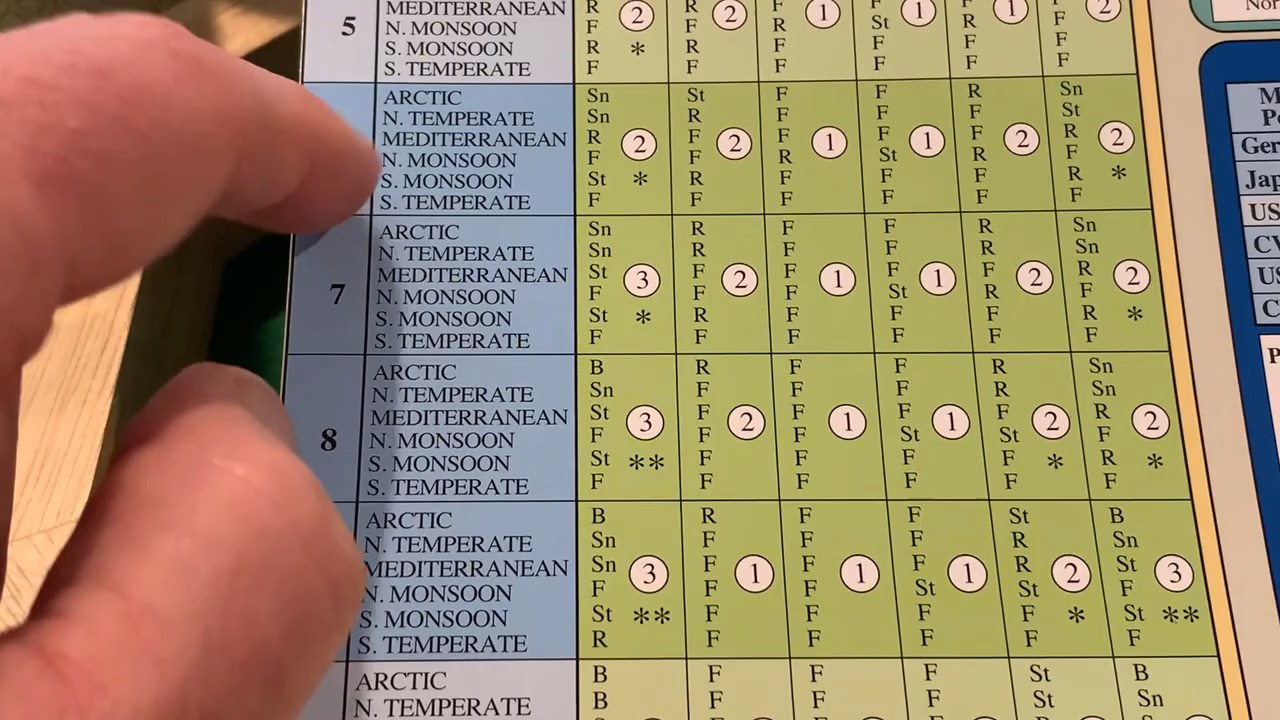 MEDITERRANEAN R 2 R 2 F 1 F 1 F 1 F 2
5 N. MONSOON F F R St R F
S. MONSOON R * R F F F F
S. TEMPERATE F F F F F F
ARCTIC Sn St F F R Sn
N. TEMPERATE Sn R F F F St
MEDITERRANEAN R 2 F 2 F 1 F 1 F 2 R 2
N. MONSOON F F R St R F
S. MONSOON St * R F F F R *
S. TEMPERATE F F F F F F
ARCTIC Sn R F F R Sn
N. TEMPERATE Sn R F F R Sn
MEDITERRANEAN St 3 F 2 F 1 F 1 F 2 R 2
7 N. MONSOON F F F St R F
S. MONSOON St * R F F F R *
S. TEMPERATE F F F F F F
ARCTIC B R F F R Sn
N. TEMPERATE Sn F F F R Sn
MEDITERRANEAN St 3 F 2 F 1 F 1 F 2 R 2
8 N. MONSOON F F F St St F
S. MONSOON St ** F F F F * R *
S. TEMPERATE F F F F F F
ARCTIC B R F F St B
N. TEMPERATE Sn F F F R Sn
MEDITERRANEAN Sn 3 F 1 F 1 F 1 R 2 St 3
N. MONSOON F F F St St F
S. MONSOON St ** F F F F * St **
S. TEMPERATE R F F F F F
ARCTIC B F F F St B
N. TEMPERATE B F F F St Sn
Nor
M
Po
Ger
Jap
US
CV
US
C
P